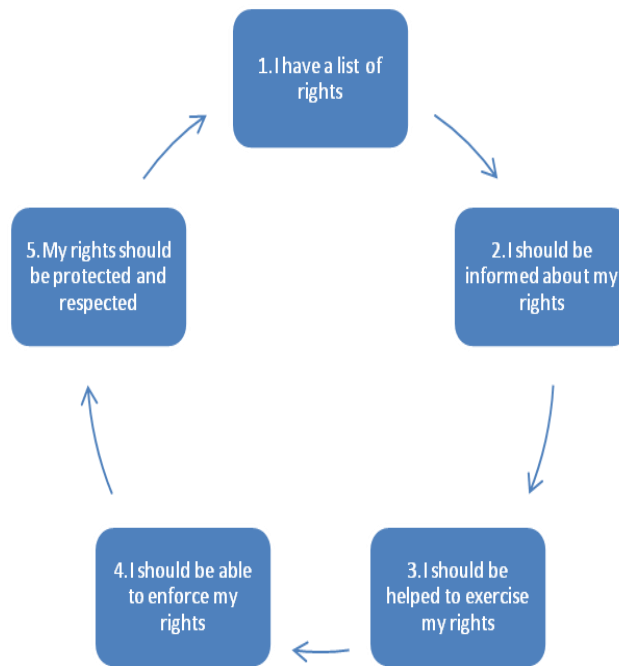 1. I have a list of
rights
2. I should be
informed about my
rights
3. I should be
helped to exercise
my rights
4. I should be able
to enforce my
rights
5. My rights should
be protected and
respected